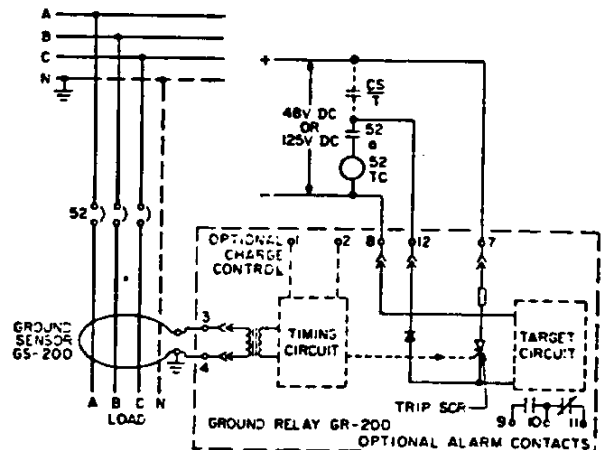 A
B
C
N
+
CS
T
48V DC
OR
125V DC
52
a
52
TC
-
52
OPTIONAL
CHARGE
CONTROL
1
2
8
12
7
GROUND
SENSOR
GS-200
3
4
TIMING
CIRCUIT
TARGET
CIRCUIT
A B C N
LOAD
TRIP SCR
GROUND RELAY GR-200
9 10 11
OPTIONAL ALARM CONTACTS